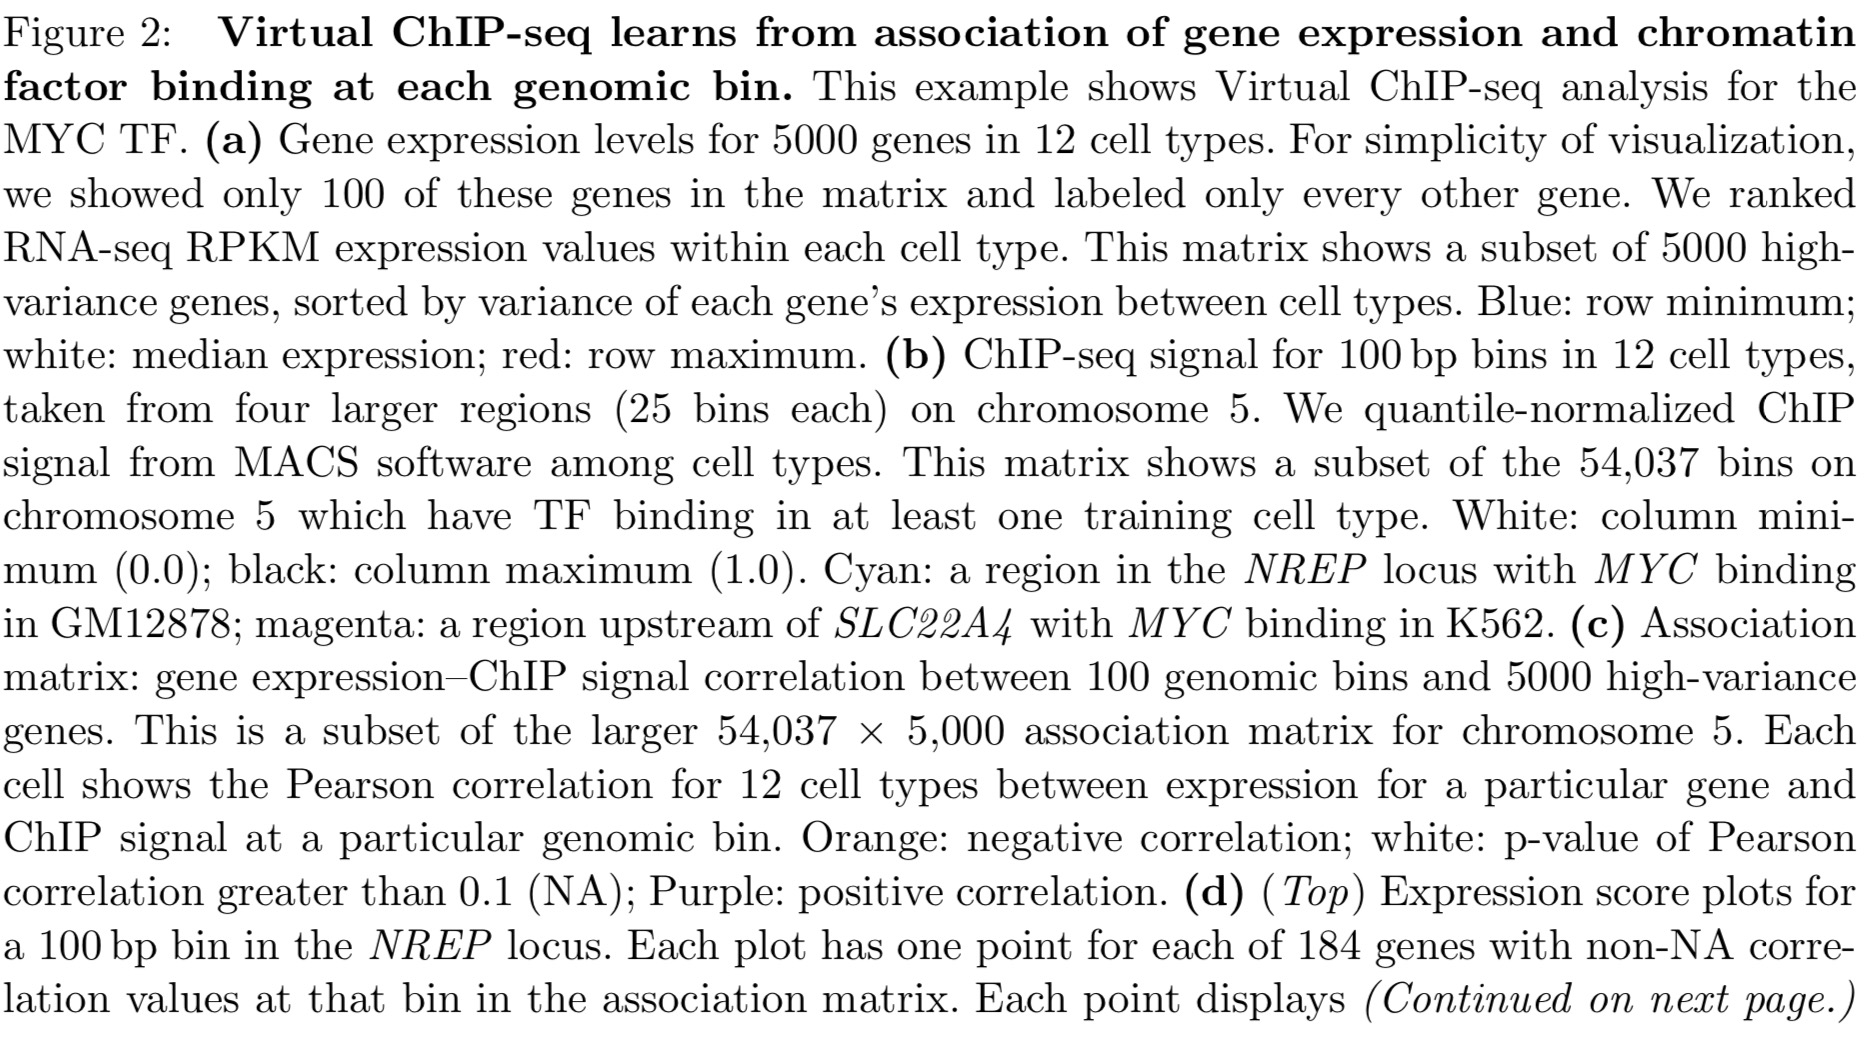 Figure 2: Virtual ChIP-seq learns from association of gene expression and chromatin
factor binding at each genomic bin. This example shows Virtual ChIP-seq analysis for the
MYC TF. (a) Gene expression levels for 5000 genes in 12 cell types. For simplicity of visualization,
we showed only 100 of these genes in the matrix and labeled only every other gene. We ranked
RNA-seq RPKM expression values within each cell type. This matrix shows a subset of 5000 high-
variance genes, sorted by variance of each gene’s expression between cell types. Blue: row minimum;
white: median expression; red: row maximum. (b) ChIP-seq signal for 100 bp bins in 12 cell types,
taken from four larger regions (25 bins each) on chromosome 5. We quantile-normalized ChIP
signal from MACS software among cell types. This matrix shows a subset of the 54,037 bins on
chromosome 5 which have TF binding in at least one training cell type. White: column mini-
mum (0.0); black: column maximum (1.0). Cyan: a region in the NREP locus with MYC binding
in GM12878; magenta: a region upstream of SLC22A4 with MYC binding in K562. (c) Association
matrix: gene expression–ChIP signal correlation between 100 genomic bins and 5000 high-variance
genes. This is a subset of the larger 54,037 × 5,000 association matrix for chromosome 5. Each
cell shows the Pearson correlation for 12 cell types between expression for a particular gene and
ChIP signal at a particular genomic bin. Orange: negative correlation; white: p-value of Pearson
correlation greater than 0.1 (NA); Purple: positive correlation. (d) (Top) Expression score plots for
a 100 bp bin in the NREP locus. Each plot has one point for each of 184 genes with non-NA corre-
lation values at that bin in the association matrix. Each point displays (Continued on next page.)